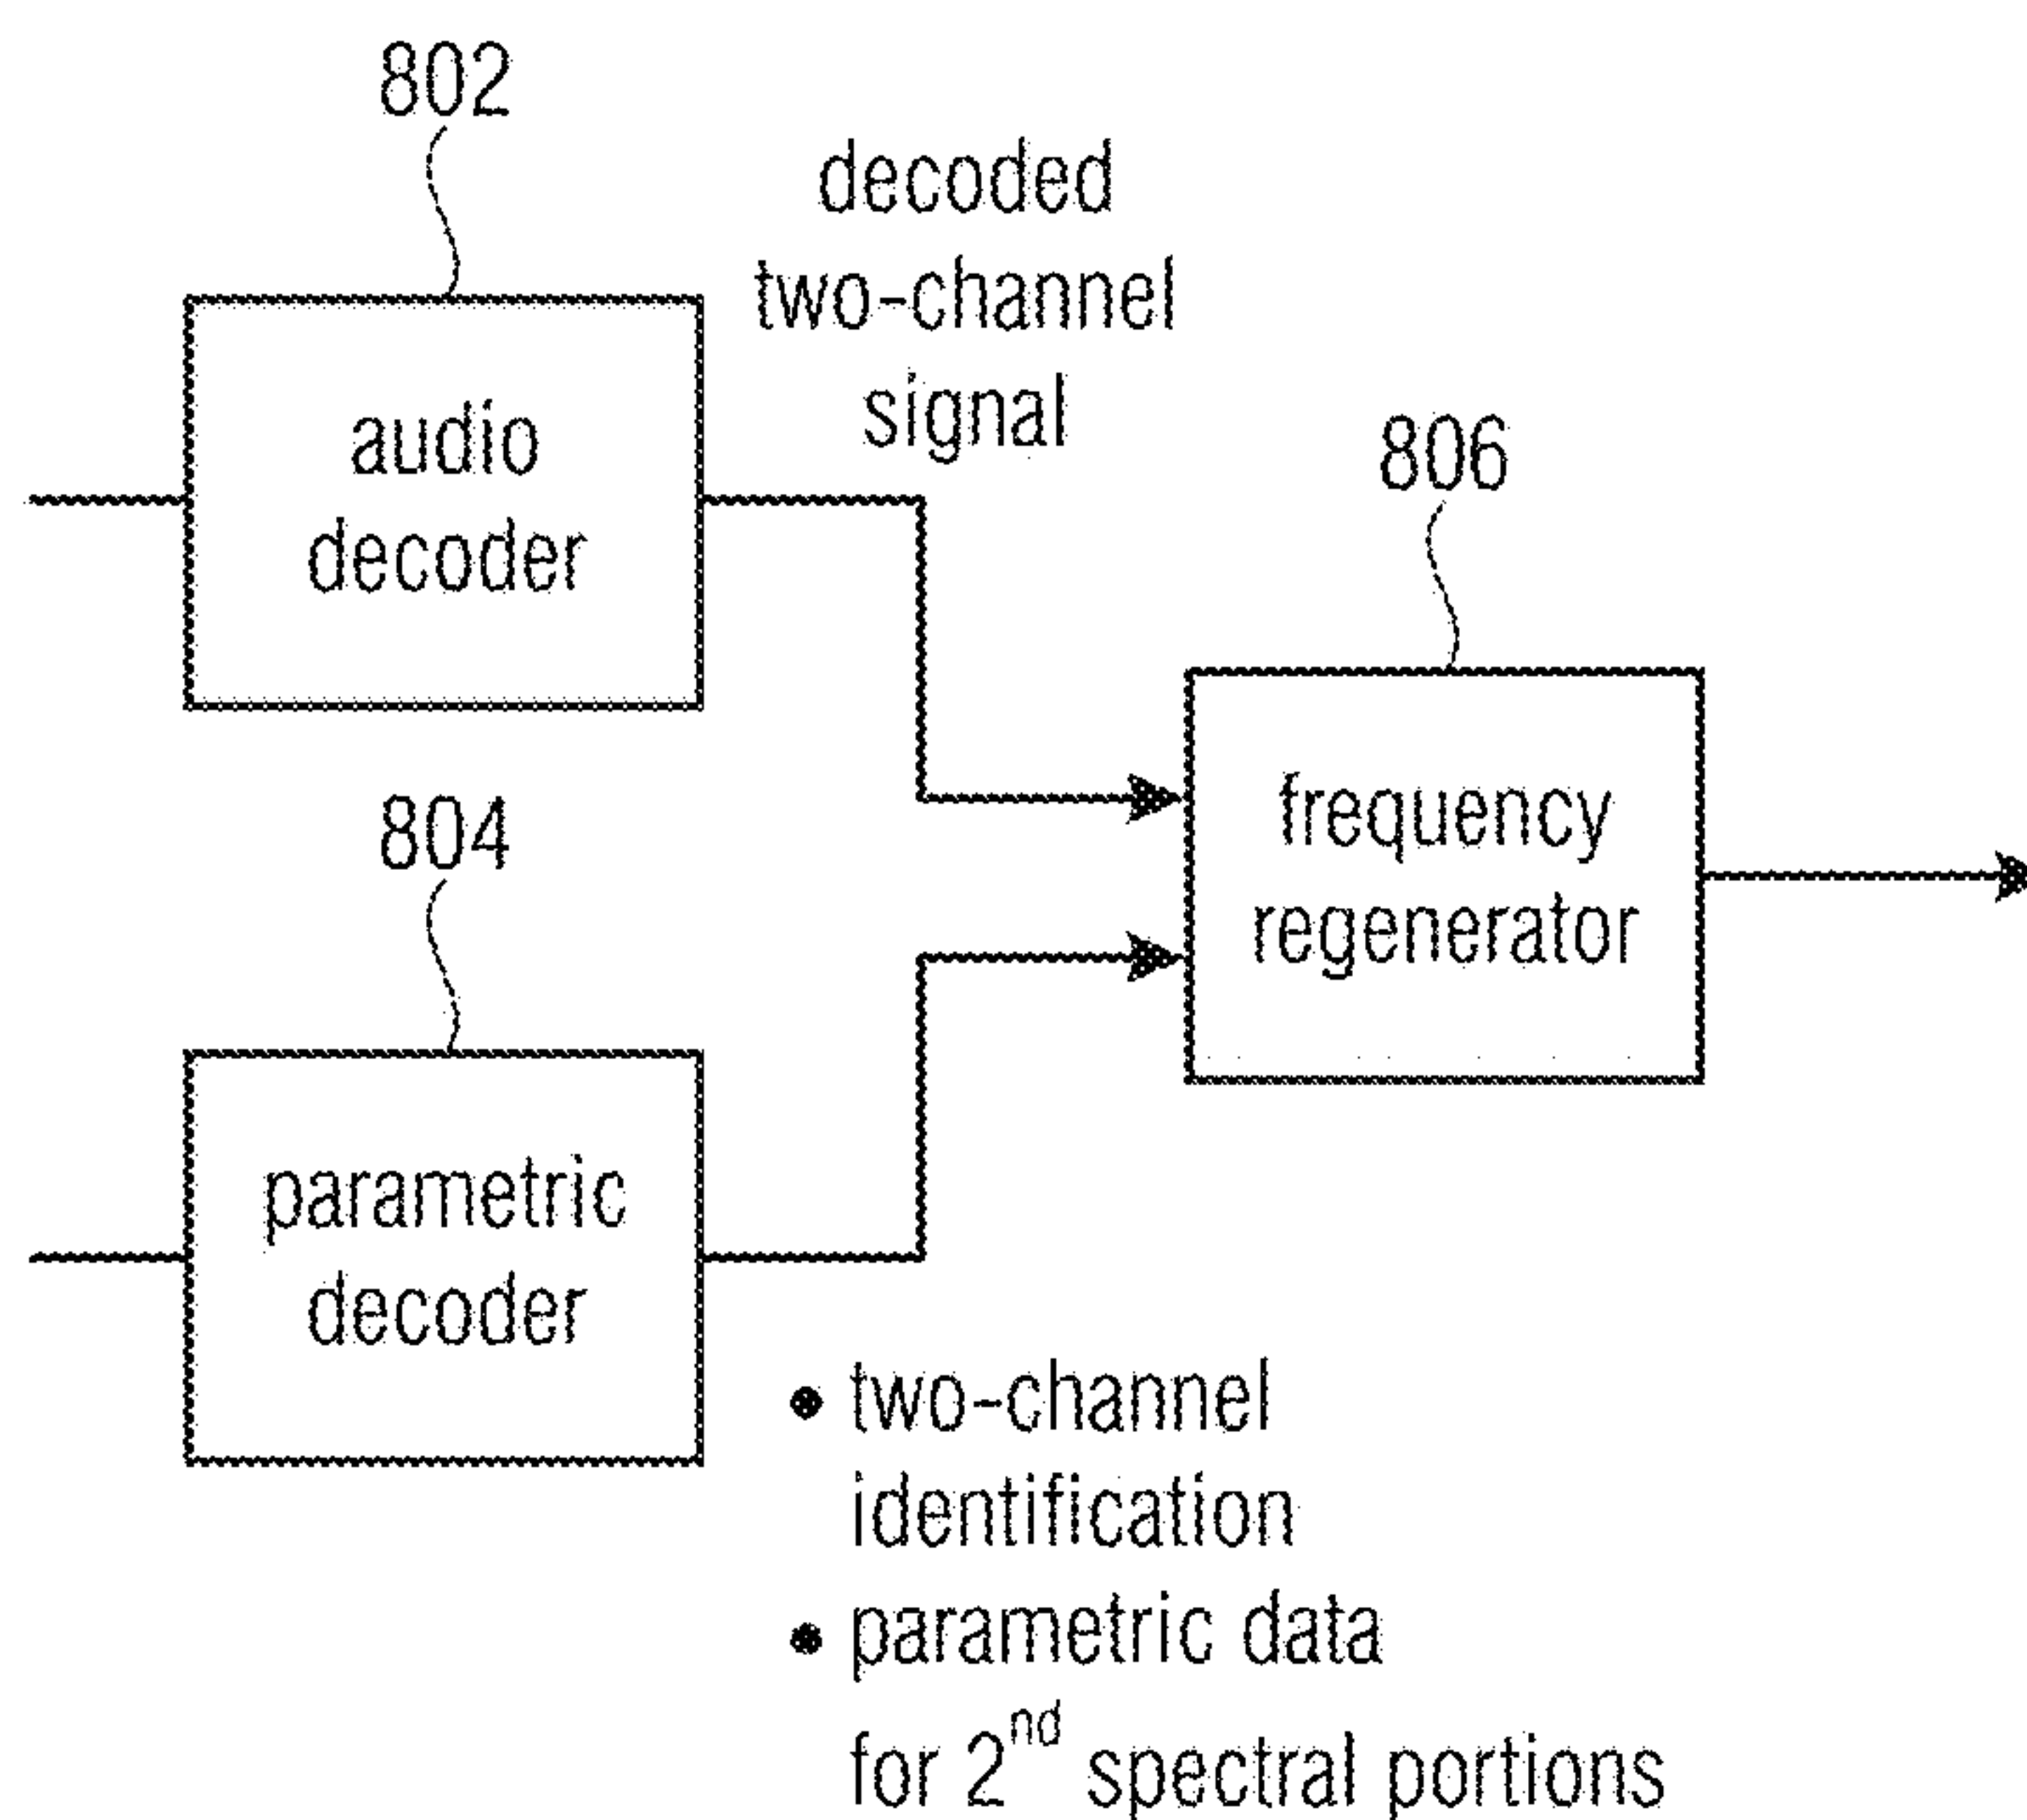 802
decoded
two-channel
signal
audio
decoder
806
frequency
regenerator
804
parametric
decoder
• two-channel
identification
• parametric data
for 2nd spectral portions